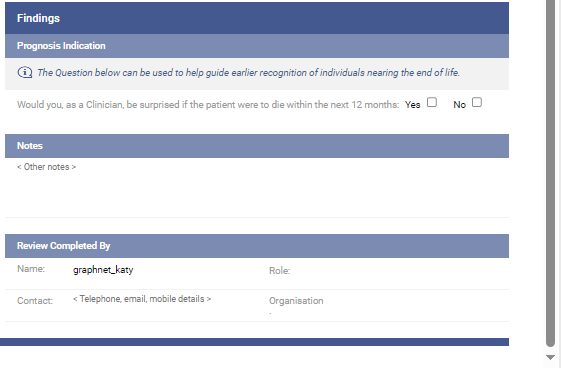 Findings
Prognosis Indication
The Question below can be used to help guide earlier recognition of individuals nearing the end of life.
Would you, as a Clinician, be surprised if the patient were to die within the next 12 months: Yes No
Notes
< Other notes >
Review Completed By
Name: graphnet_katy Role:
Contact: < Telephone, email, mobile details > Organisation
: